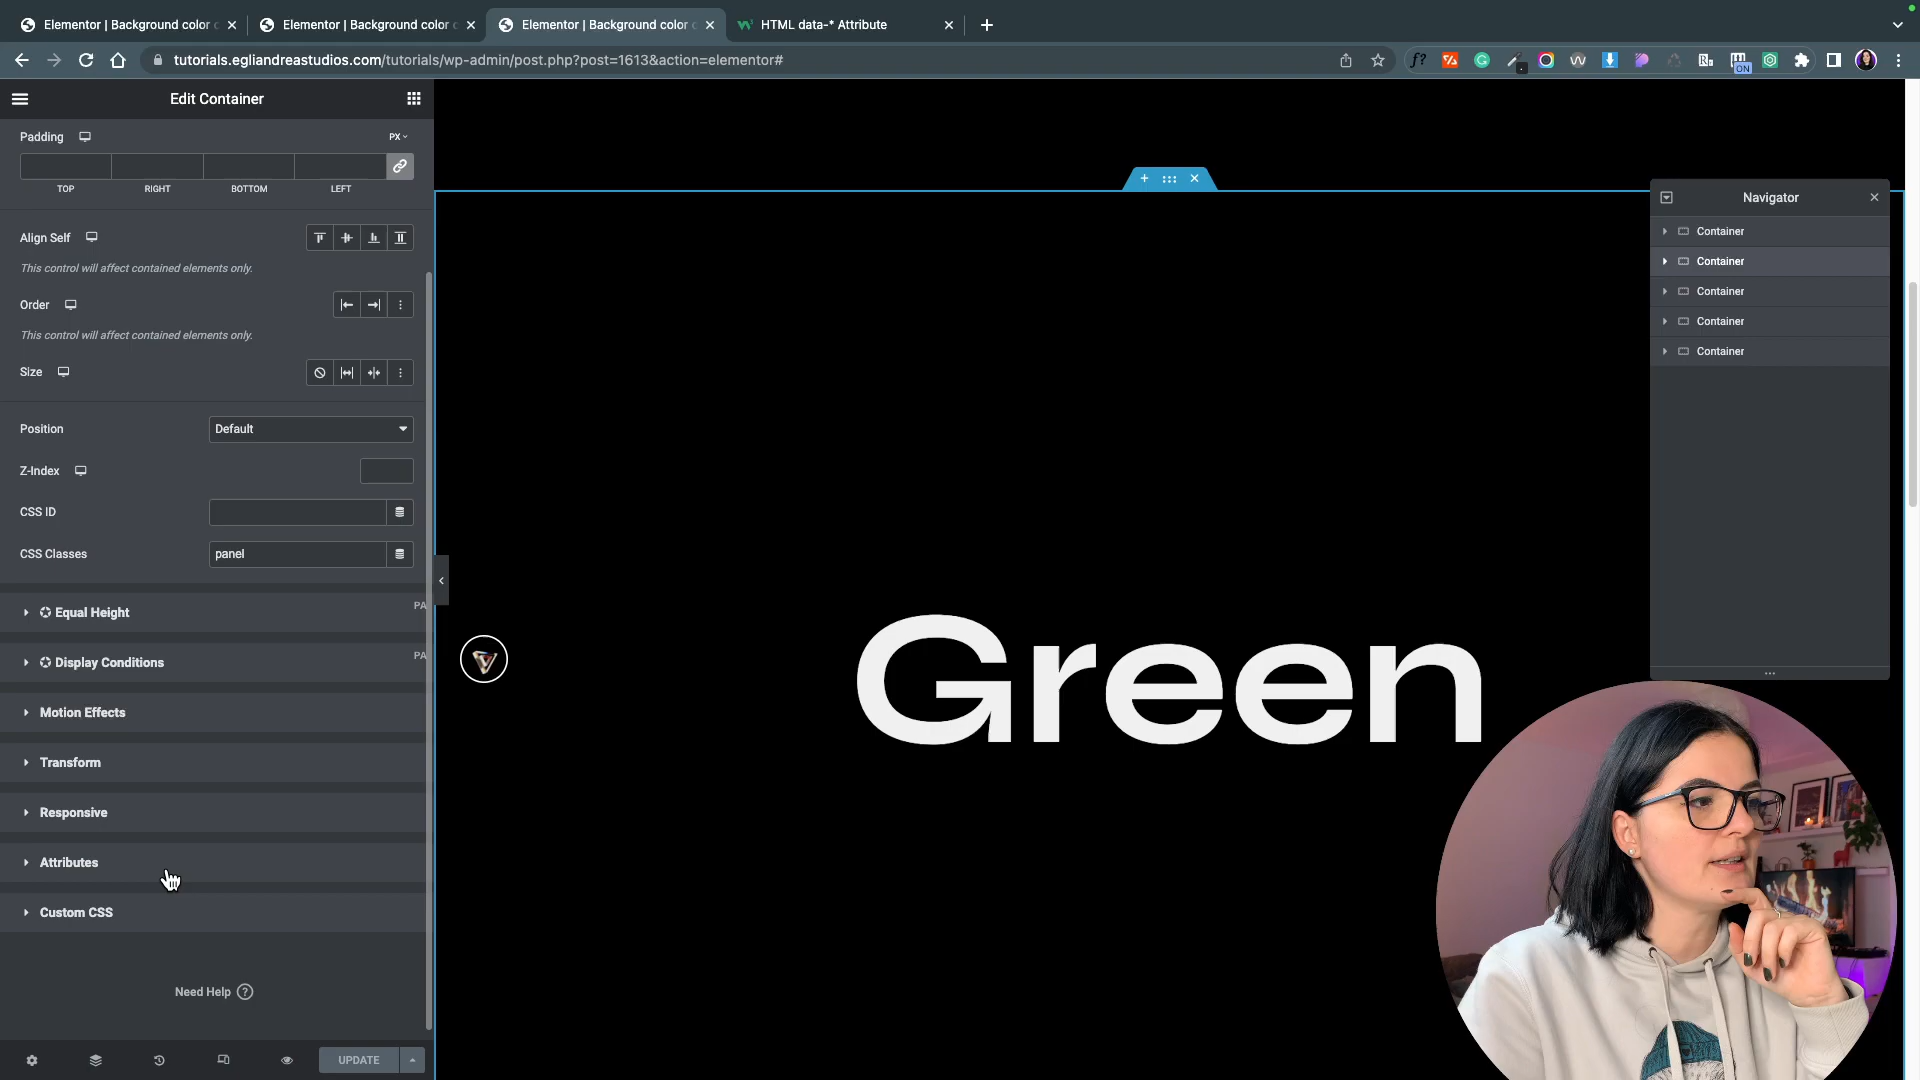 Elementor | Background color c
Elementor | Background color c
Elementor | Background color c
HTML data-* Attribute
tutorials.egliandreastudios.com/tutorials/wp-admin/post.php?post=1613&action=elementor#
ON
Edit Container
Padding
PX
TOP RIGHT BOTTOM LEFT
Align Self
This control will affect contained elements only.
Order
This control will affect contained elements only.
Size
Position
Default
Z-Index
CSS ID
CSS Classes
panel
Equal Height
PA
Display Conditions
PA
Motion Effects
Transform
Responsive
Attributes
Custom CSS
Need Help
UPDATE
Green
Navigator
Container
Container
Container
Container
Container